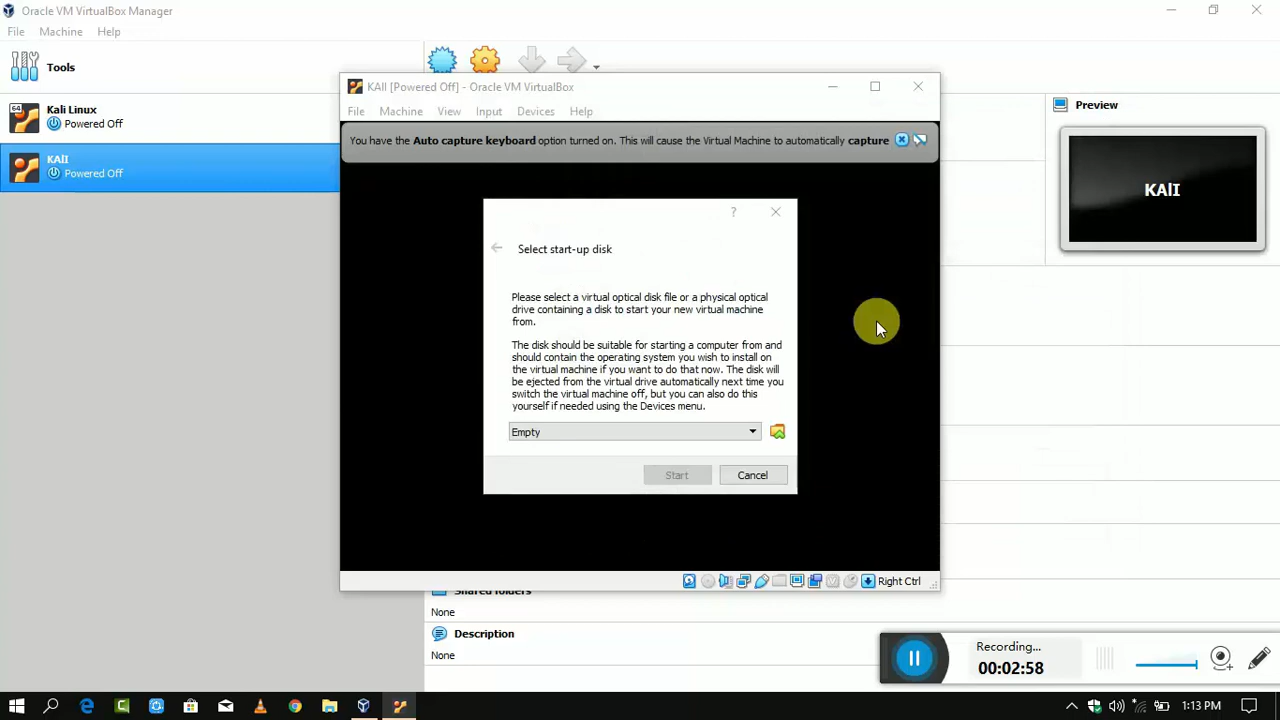 Oracle VM VirtualBox Manager
File Machine Help
Tools
Kali Linux
64
Powered Off
KAlI
Powered Off
KAlI [Powered Off] - Oracle VM VirtualBox
File Machine View Input Devices Help
You have the Auto capture keyboard option turned on. This will cause the Virtual Machine to automatically capture
Select start-up disk
Please select a virtual optical disk file or a physical optical
drive containing a disk to start your new virtual machine
from.
The disk should be suitable for starting a computer from and
should contain the operating system you wish to install on
the virtual machine if you want to do that now. The disk will
be ejected from the virtual drive automatically next time you
switch the virtual machine off, but you can also do this
yourself if needed using the Devices menu.
Empty
Start Cancel
Right Ctrl
Preview
KAlI
Shared folders
None
Description
None
Recording...
00:02:58
1:13 PM